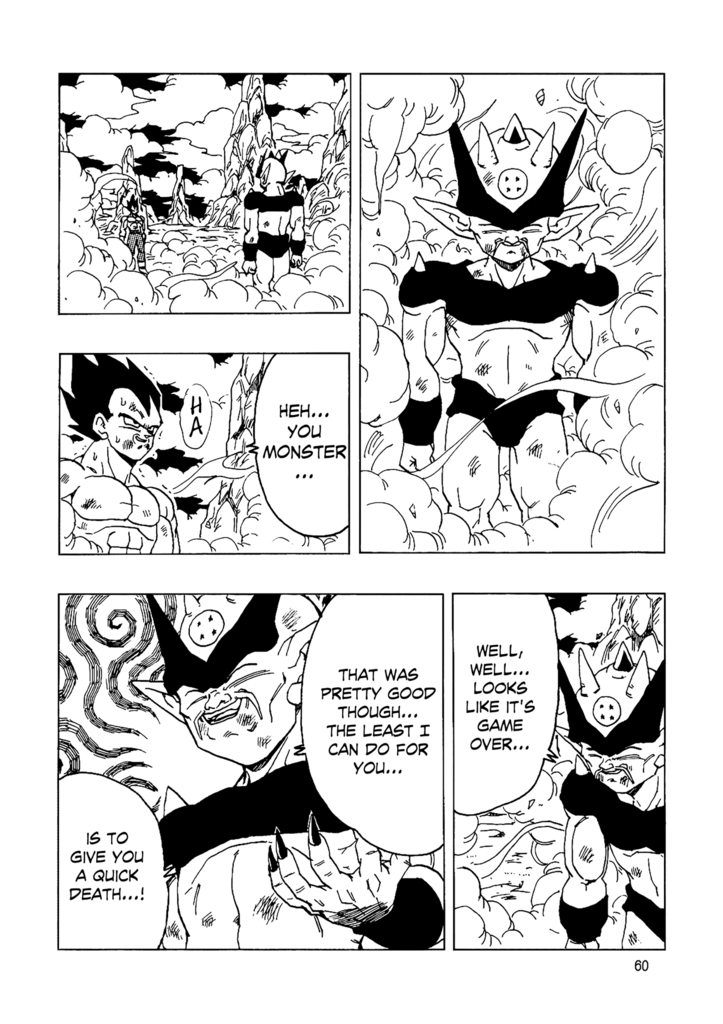 HA
HEH...
YOU
MONSTER
...
WELL,
WELL...
LOOKS
LIKE IT'S
GAME
OVER...
THAT WAS
PRETTY GOOD
THOUGH...
THE LEAST I
CAN DO FOR
YOU...
IS TO
GIVE YOU
A QUICK
DEATH...!
60